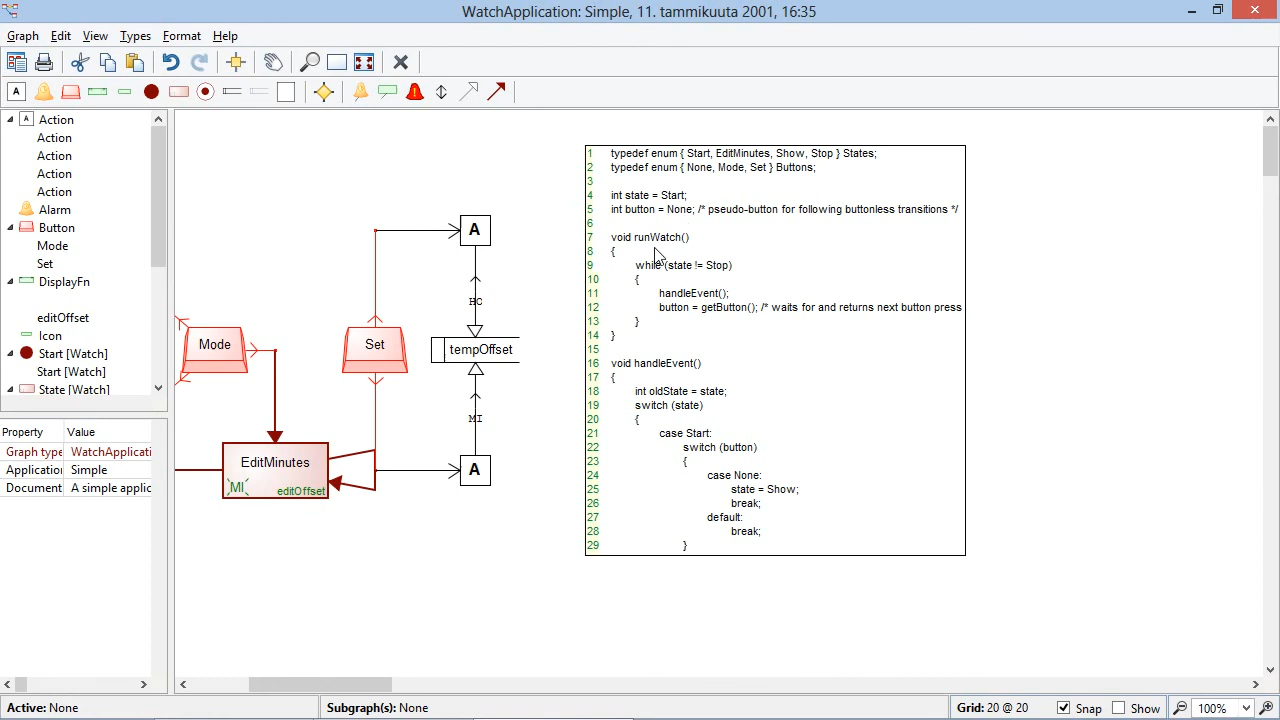 WatchApplication: Simple, 11. tammikuuta 2001, 16:35
Graph Edit View Types Format Help
A
Action
Action
Action
Action
Action
Alarm
Button
Mode
Set
DisplayFn
editOffset
Icon
Start [Watch]
Start [Watch]
State [Watch]
Property Value
Graph type WatchApplicati
Application Simple
Document A simple applic
A
HC
Mode
Set
tempOffset
MI
EditMinutes
MI
editOffset
A
1 typedef enum { Start, EditMinutes, Show, Stop } States;
2 typedef enum { None, Mode, Set } Buttons;
3
4 int state = Start;
5 int button = None; /* pseudo-button for following buttonless transitions */
6
7 void runWatch()
8 {
9 while (state != Stop)
10 {
11 handleEvent();
12 button = getButton(); /* waits for and returns next button press
13 }
14 }
15
16 void handleEvent()
17 {
18 int oldState = state;
19 switch (state)
20 {
21 case Start:
22 switch (button)
23 {
24 case None:
25 state = Show;
26 break;
27 default:
28 break;
29 }
Active: None
Subgraph(s): None
Grid: 20 @ 20
Snap
Show
100%